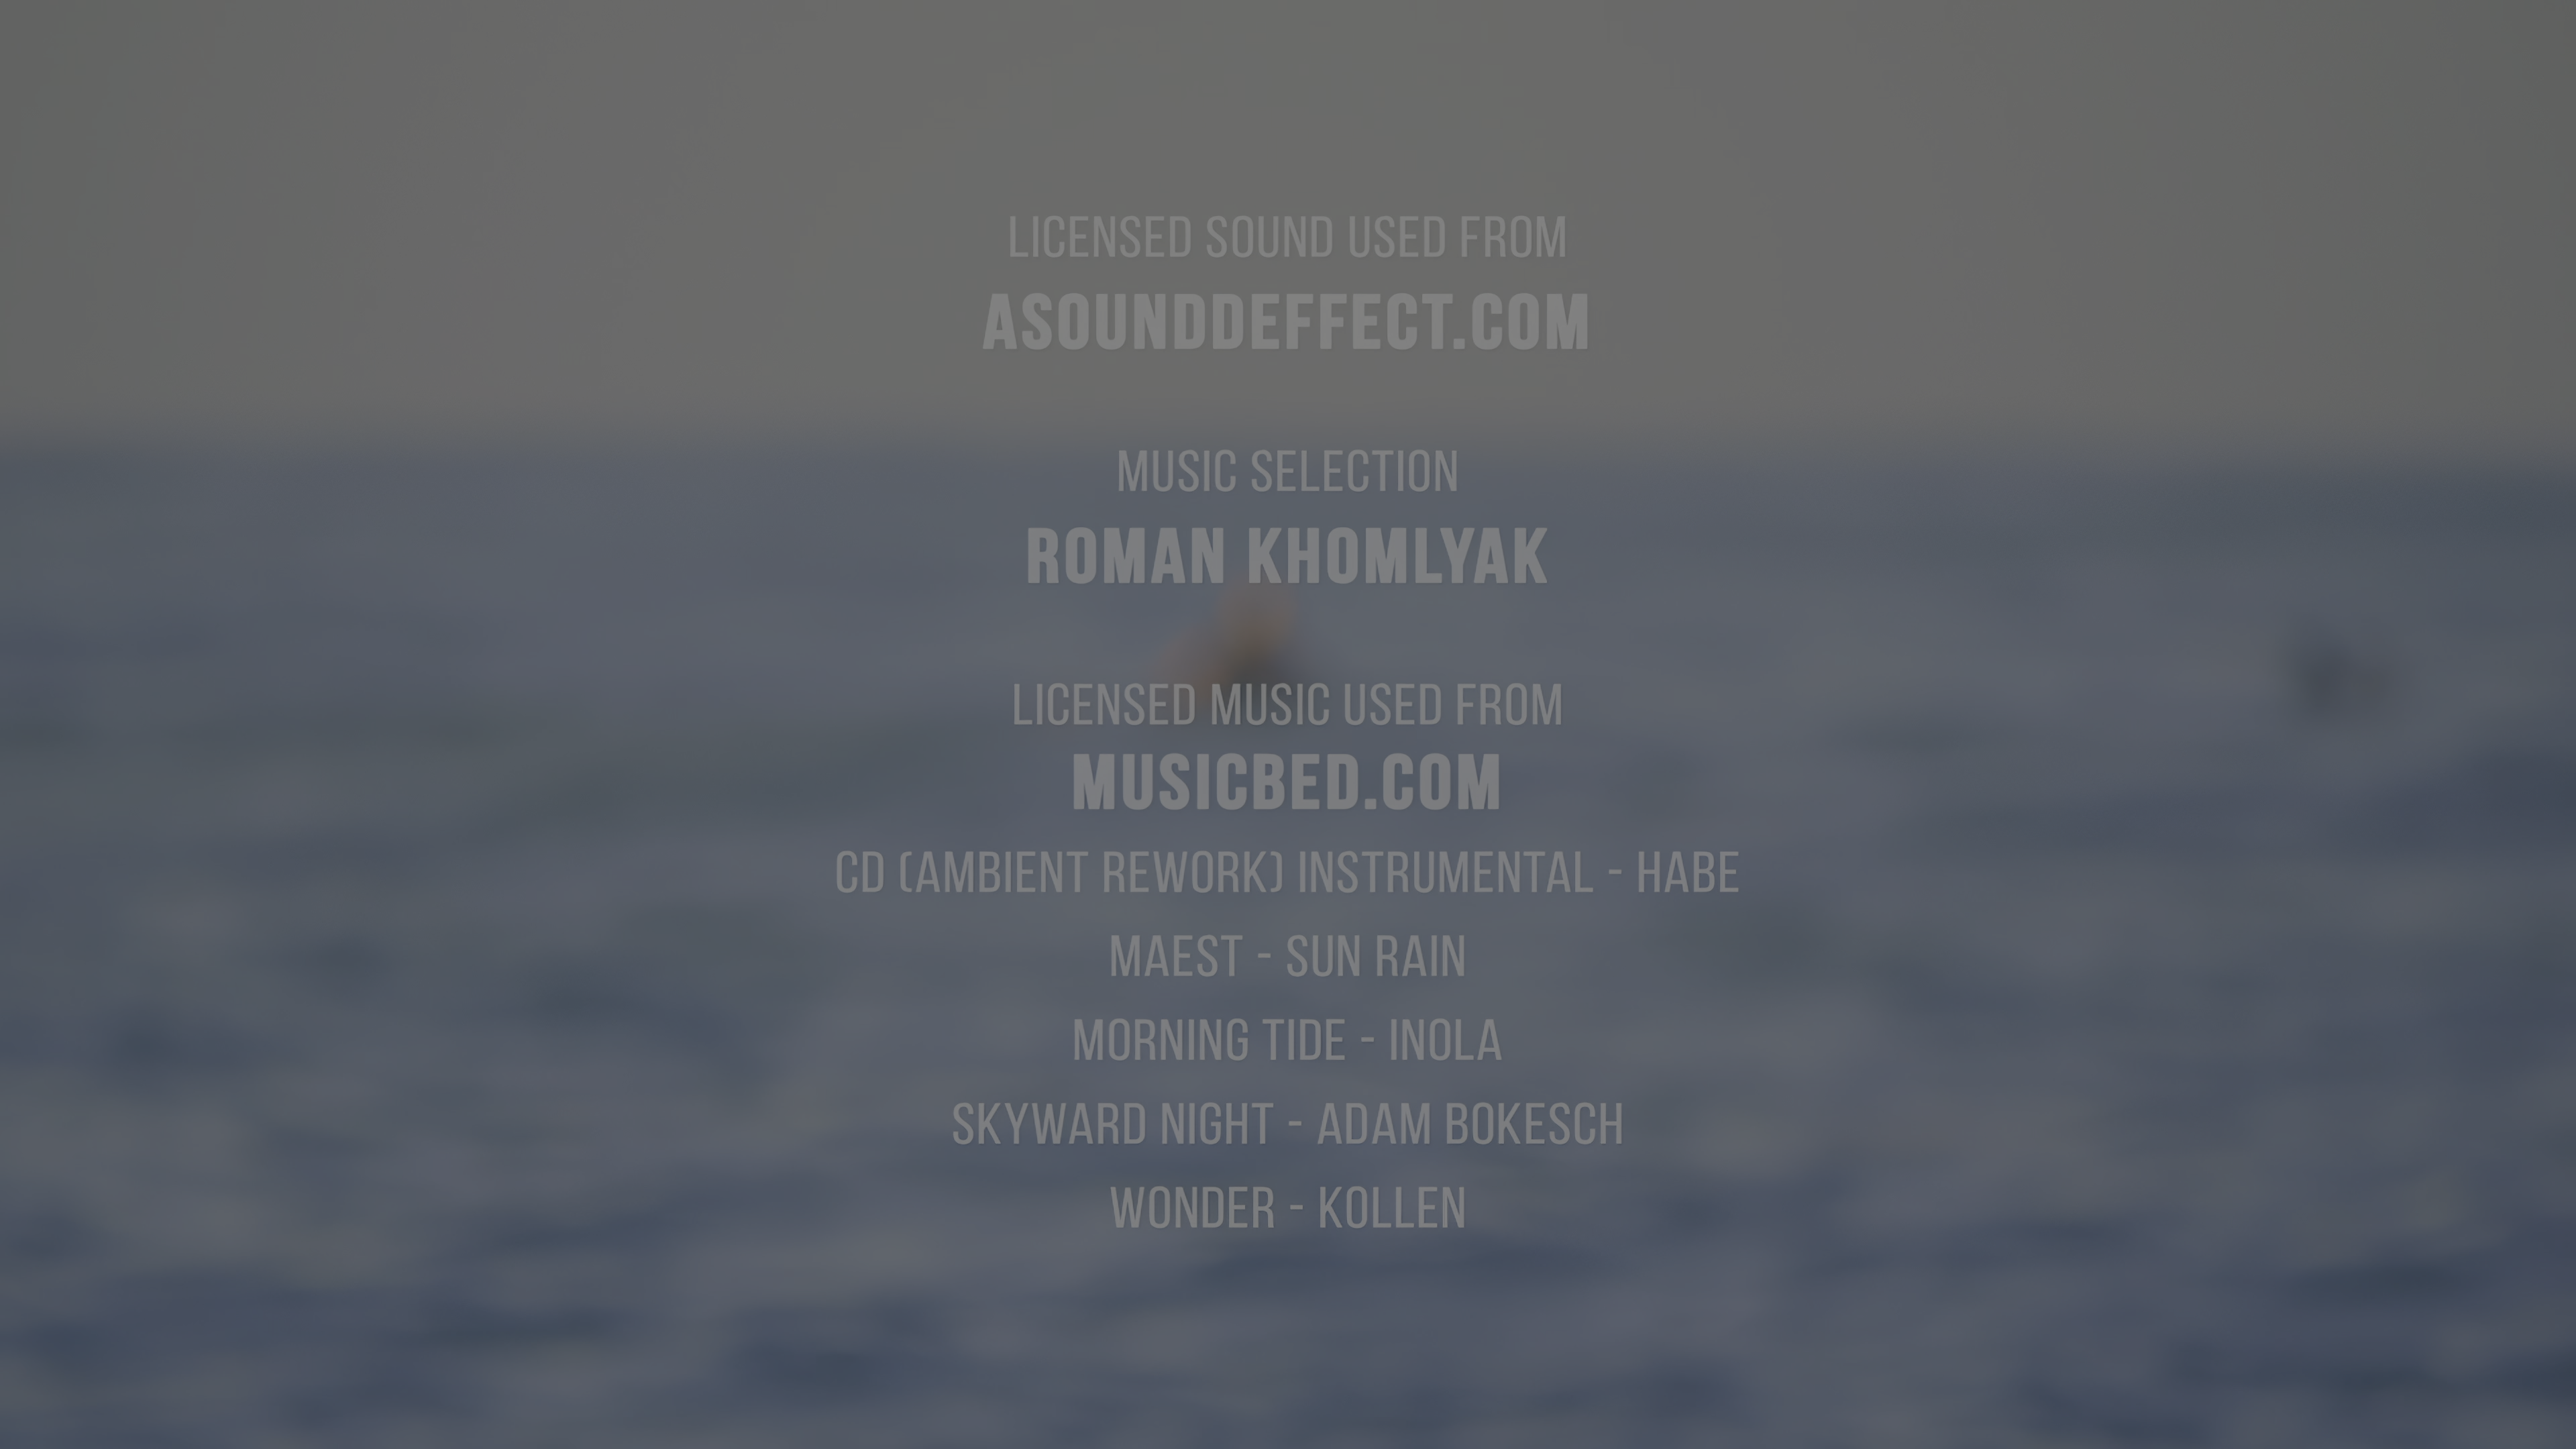 LICENSED SOUND USED FROM
ASOUNDDEFFECT.COM
MUSIC SELECTION
ROMAN KHOMLYAK
LICENSED MUSIC USED FROM
MUSICBED.COM
CD (AMBIENT REWORK) INSTRUMENTAL - HABE
MAEST - SUN RAIN
MORNING TIDE - INOLA
SKYWARD NIGHT - ADAM BOKESCH
WONDER - KOLLEN